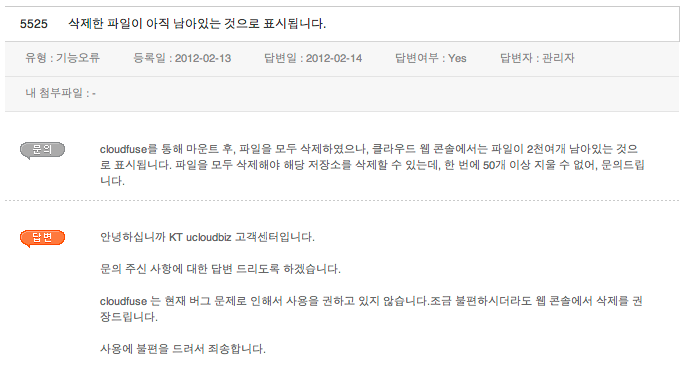 5525 삭제한 파일이 아직 남아있는 것으로 표시됩니다.
유형 : 기능오류 등록일 : 2012-02-13 답변일 : 2012-02-14 답변여부 : Yes 답변자 : 관리자
내 첨부파일 : -
문의
cloudfuse를 통해 마운트 후, 파일을 모두 삭제하였으나, 클라우드 웹 콘솔에서는 파일이 2천여개 남아있는 것으
로 표시됩니다. 파일을 모두 삭제해야 해당 저장소를 삭제할 수 있는데, 한 번에 50개 이상 지울 수 없어, 문의드립
니다.
답변
안녕하십니까 KT ucloudbiz 고객센터입니다.
문의 주신 사항에 대한 답변 드리도록 하겠습니다.
cloudfuse 는 현재 버그 문제로 인해서 사용을 권하고 있지 않습니다.조금 불편하시더라도 웹 콘솔에서 삭제를 권
장드립니다.
사용에 불편을 드려서 죄송합니다.